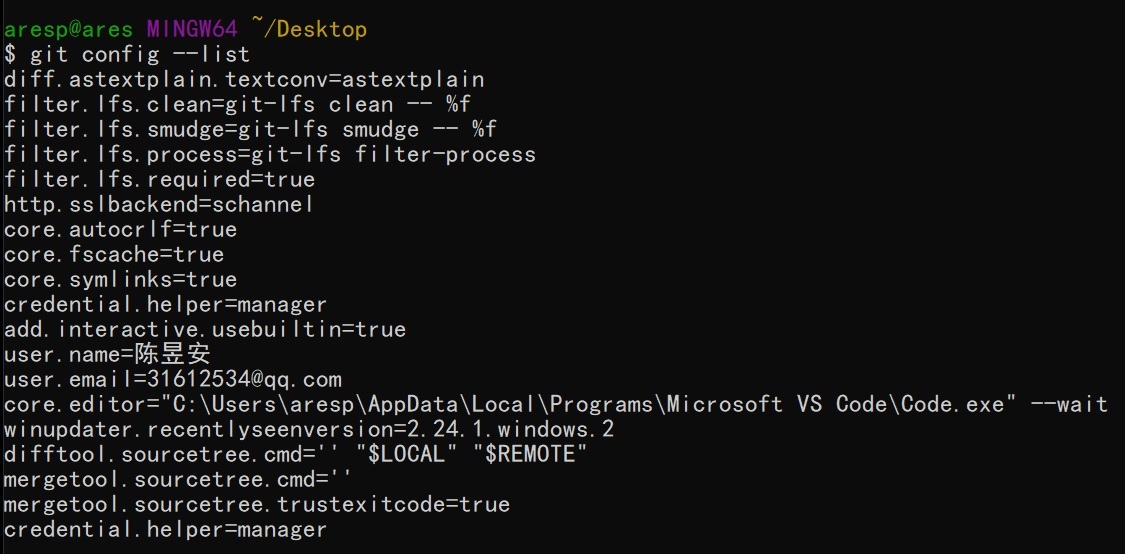 aresp@ares MINGW64 ~/Desktop
$ git config --list
diff.astextplain.textconv=astextplain
filter.lfs.clean=git-lfs clean -- %f
filter.lfs.smudge=git-lfs smudge -- %f
filter.lfs.process=git-lfs filter-process
filter.lfs.required=true
http.sslbackend=schannel
core.autocrlf=true
core.fscache=true
core.symlinks=true
credential.helper=manager
add.interactive.usebuiltin=true
user.name=陈昱安
user.email=31612534@qq.com
core.editor="C:\Users\aresp\AppData\Local\Programs\Microsoft VS Code\Code.exe" --wait
winupdater.recentlyseenversion=2.24.1.windows.2
difftool.sourcetree.cmd='' "$LOCAL" "$REMOTE"
mergetool.sourcetree.cmd=''
mergetool.sourcetree.trustexitcode=true
credential.helper=manager